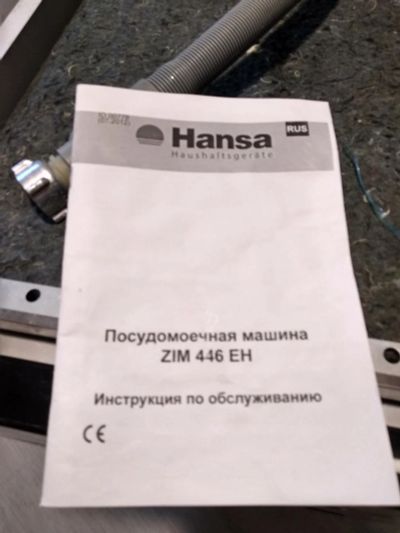 Hansa
Haushaltsgeräte
RUS
Посудомоечная машина
ZIM 446 EH
Инструкция по обслуживанию
CE